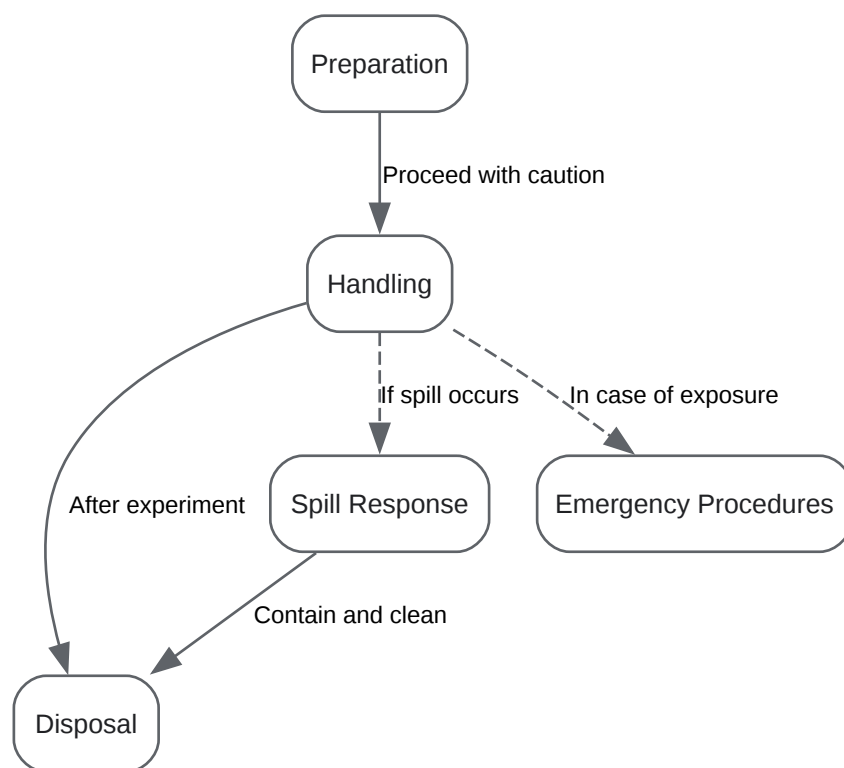 Preparation
Proceed with caution
Handling
If spill occurs
In case of exposure
After experiment
Spill Response
Emergency Procedures
Contain and clean
Disposal